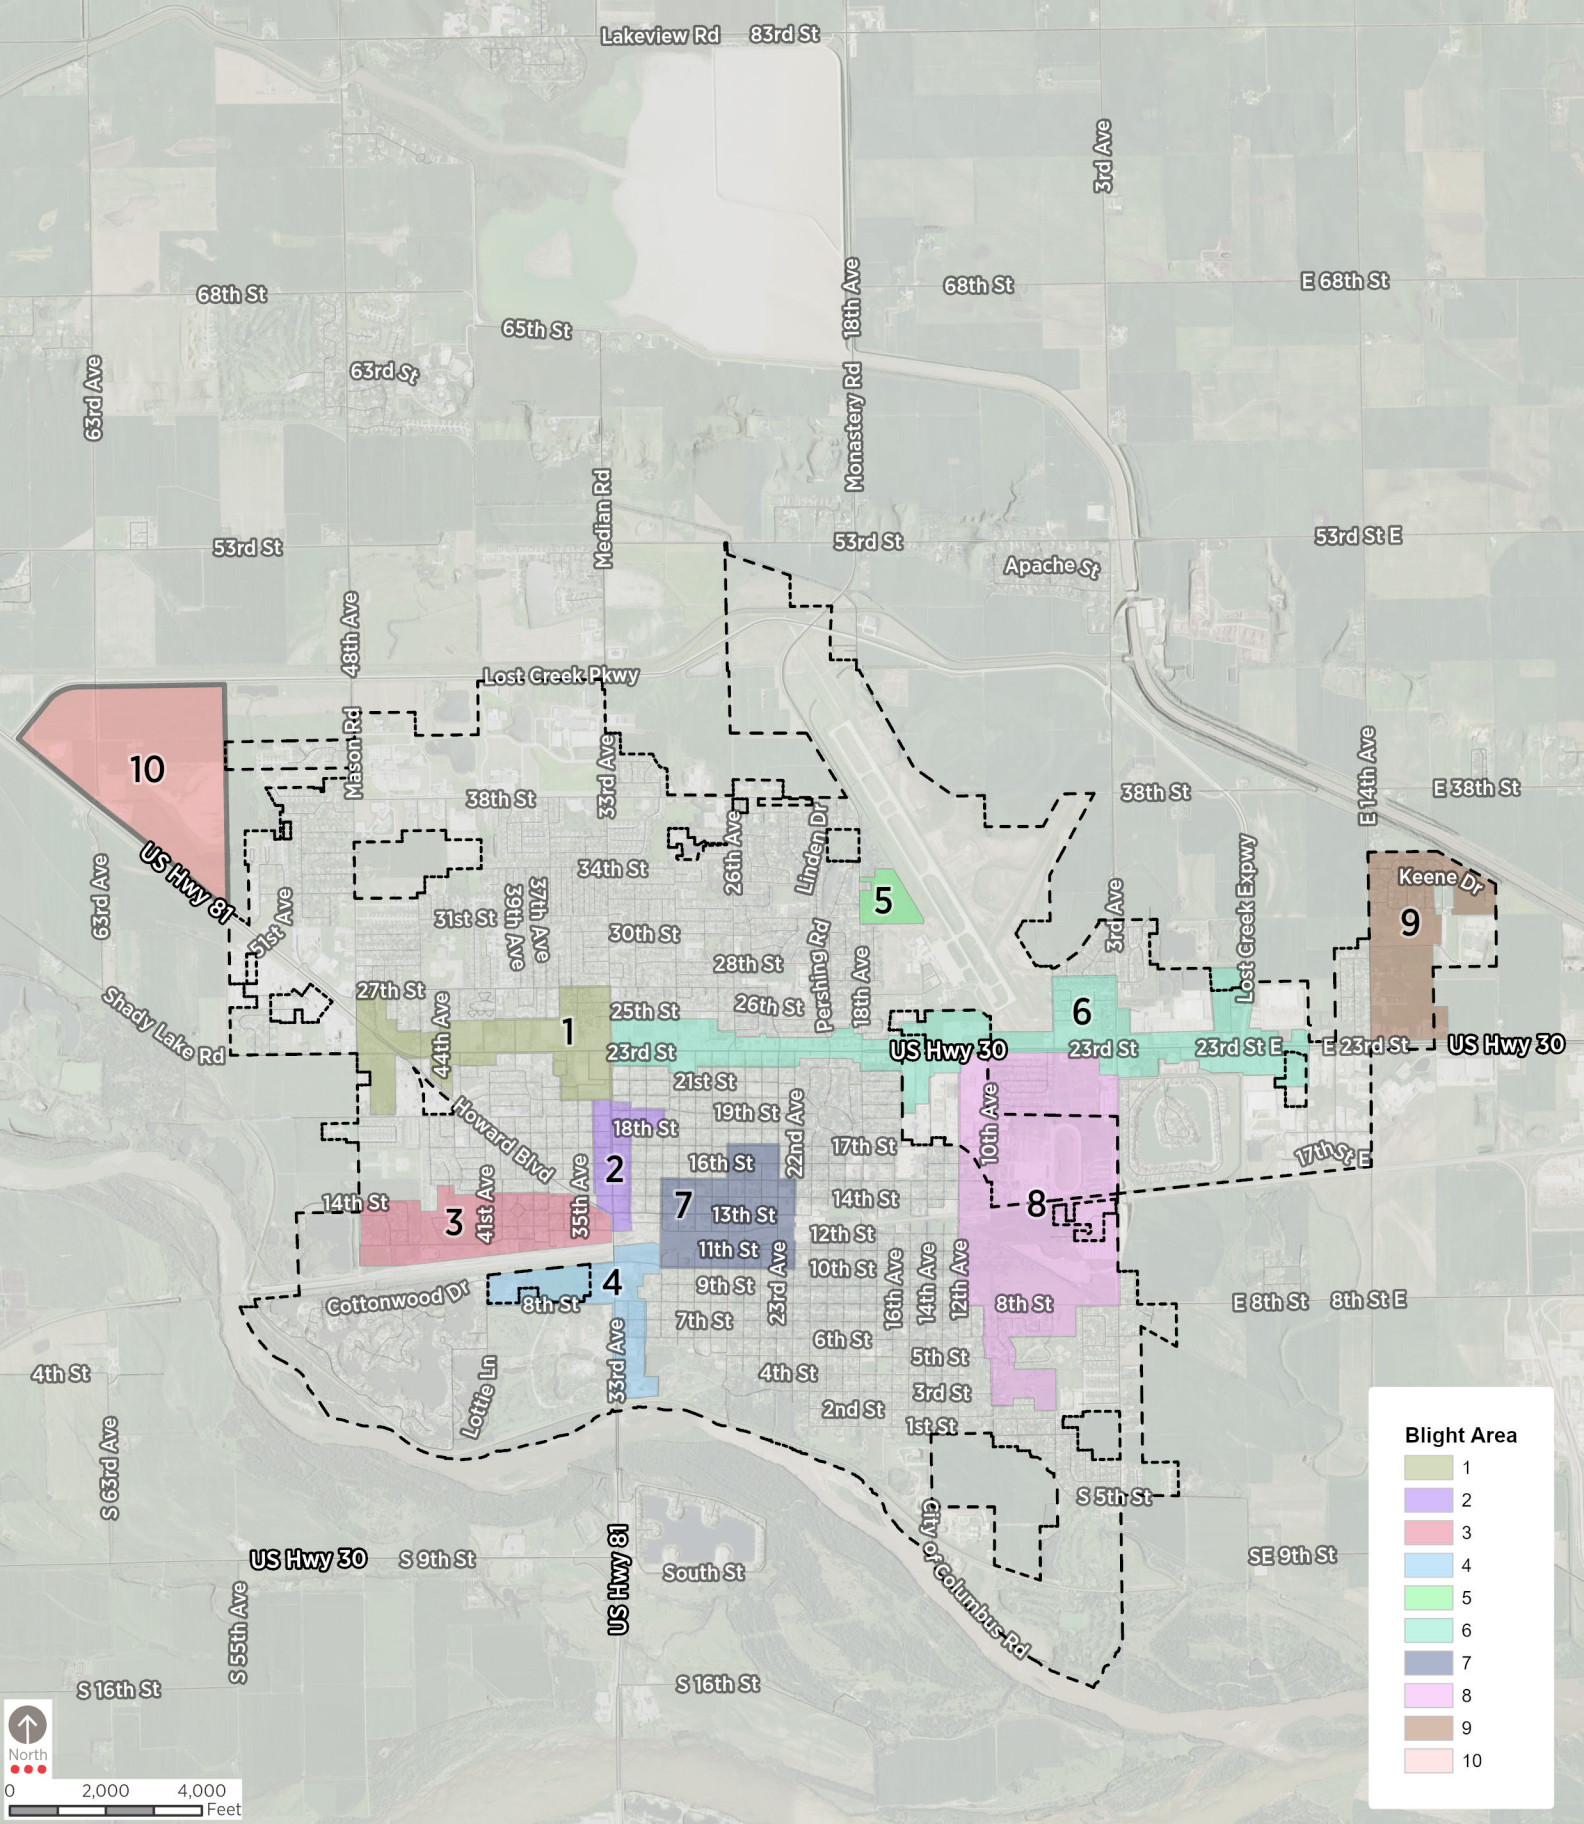 Lakeview Rd
83rd St
3rd Ave
68th St
68th St
E 68th St
65th St
18th Ave
63rd St
63rd Ave
Monastery Rd
Median Rd
53rd St
53rd St
53rd St E
Apache St
48th Ave
Lost Creek Pkwy
Mason Rd
33rd Ave
10
38th St
38th St
E 14th Ave
E 38th St
US Hwy 81
63rd Ave
51st Ave
34th St
26th Ave
Linden Dr
5
Lost Creek Expwy
Keene Dr
9
31st St
39th Ave
37th Ave
30th St
28th St
Pershing Rd
18th Ave
3rd Ave
27th St
44th Ave
1
25th St
26th St
6
Shady Lake Rd
23rd St
US Hwy 30
23rd St
23rd St E
E 23rd St
US Hwy 30
21st St
19th St
22nd Ave
10th Ave
Howard Blvd
18th St
17th St
17th St E
2
16th St
7
14th St
3
41st Ave
35th Ave
13th St
14th St
8
12th St
11th St
10th St
4
9th St
23rd Ave
16th Ave
14th Ave
12th Ave
Cottonwood Dr
8th St
8th St
E 8th St
8th St E
7th St
6th St
33rd Ave
5th St
4th St
4th St
Lottie Ln
3rd St
2nd St
1st St
S 63rd Ave
S 5th St
City of Columbus Rd
US Hwy 30
S 9th St
US Hwy 81
South St
SE 9th St
S 55th Ave
S 16th St
S 16th St
Blight Area
1
2
3
4
5
6
7
8
9
10
North
0
2,000
4,000
Feet